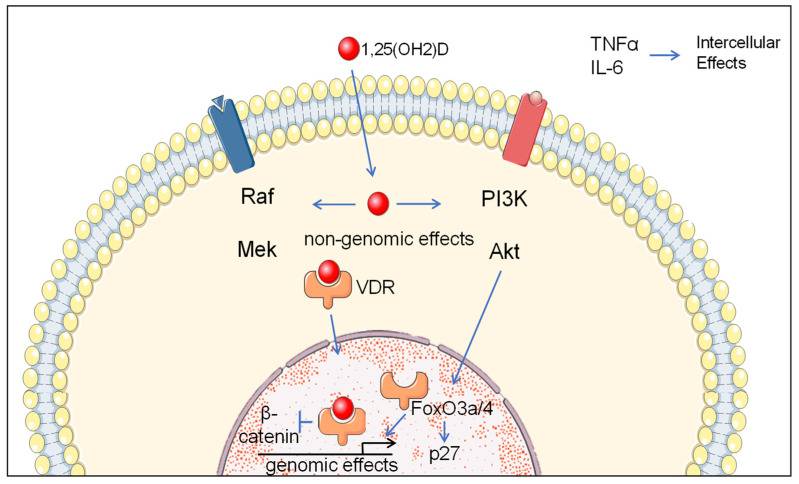 1,25(OH2)D
TNFα
IL-6
Intercellular
Effects
Raf
PI3K
non-genomic effects
Mek
Akt
VDR
β-
catenin
FoxO3a/4
p27
genomic effects